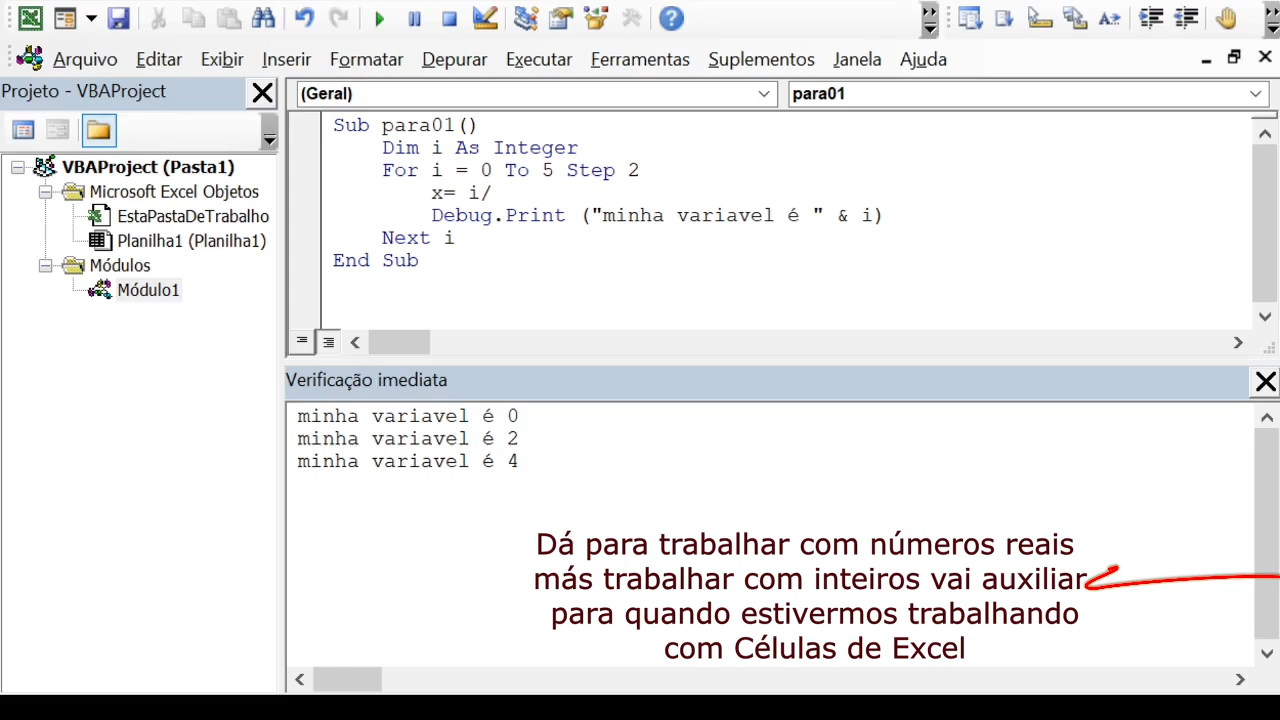 Arquivo Editar Exibir Inserir Formatar Depurar Executar Ferramentas Suplementos Janela Ajuda
Projeto - VBAProject
VBAProject (Pasta1)
Microsoft Excel Objetos
EstaPastaDeTrabalho
Planilha1 (Planilha1)
Módulos
Módulo1
(Geral) para01
Sub para01()
Dim i As Integer
For i = 0 To 5 Step 2
x= i/
Debug.Print ("minha variavel é " & i)
Next i
End Sub
Verificação imediata
minha variavel é 0
minha variavel é 2
minha variavel é 4
Dá para trabalhar com números reais
más trabalhar com inteiros vai auxiliar
para quando estivermos trabalhando
com Células de Excel